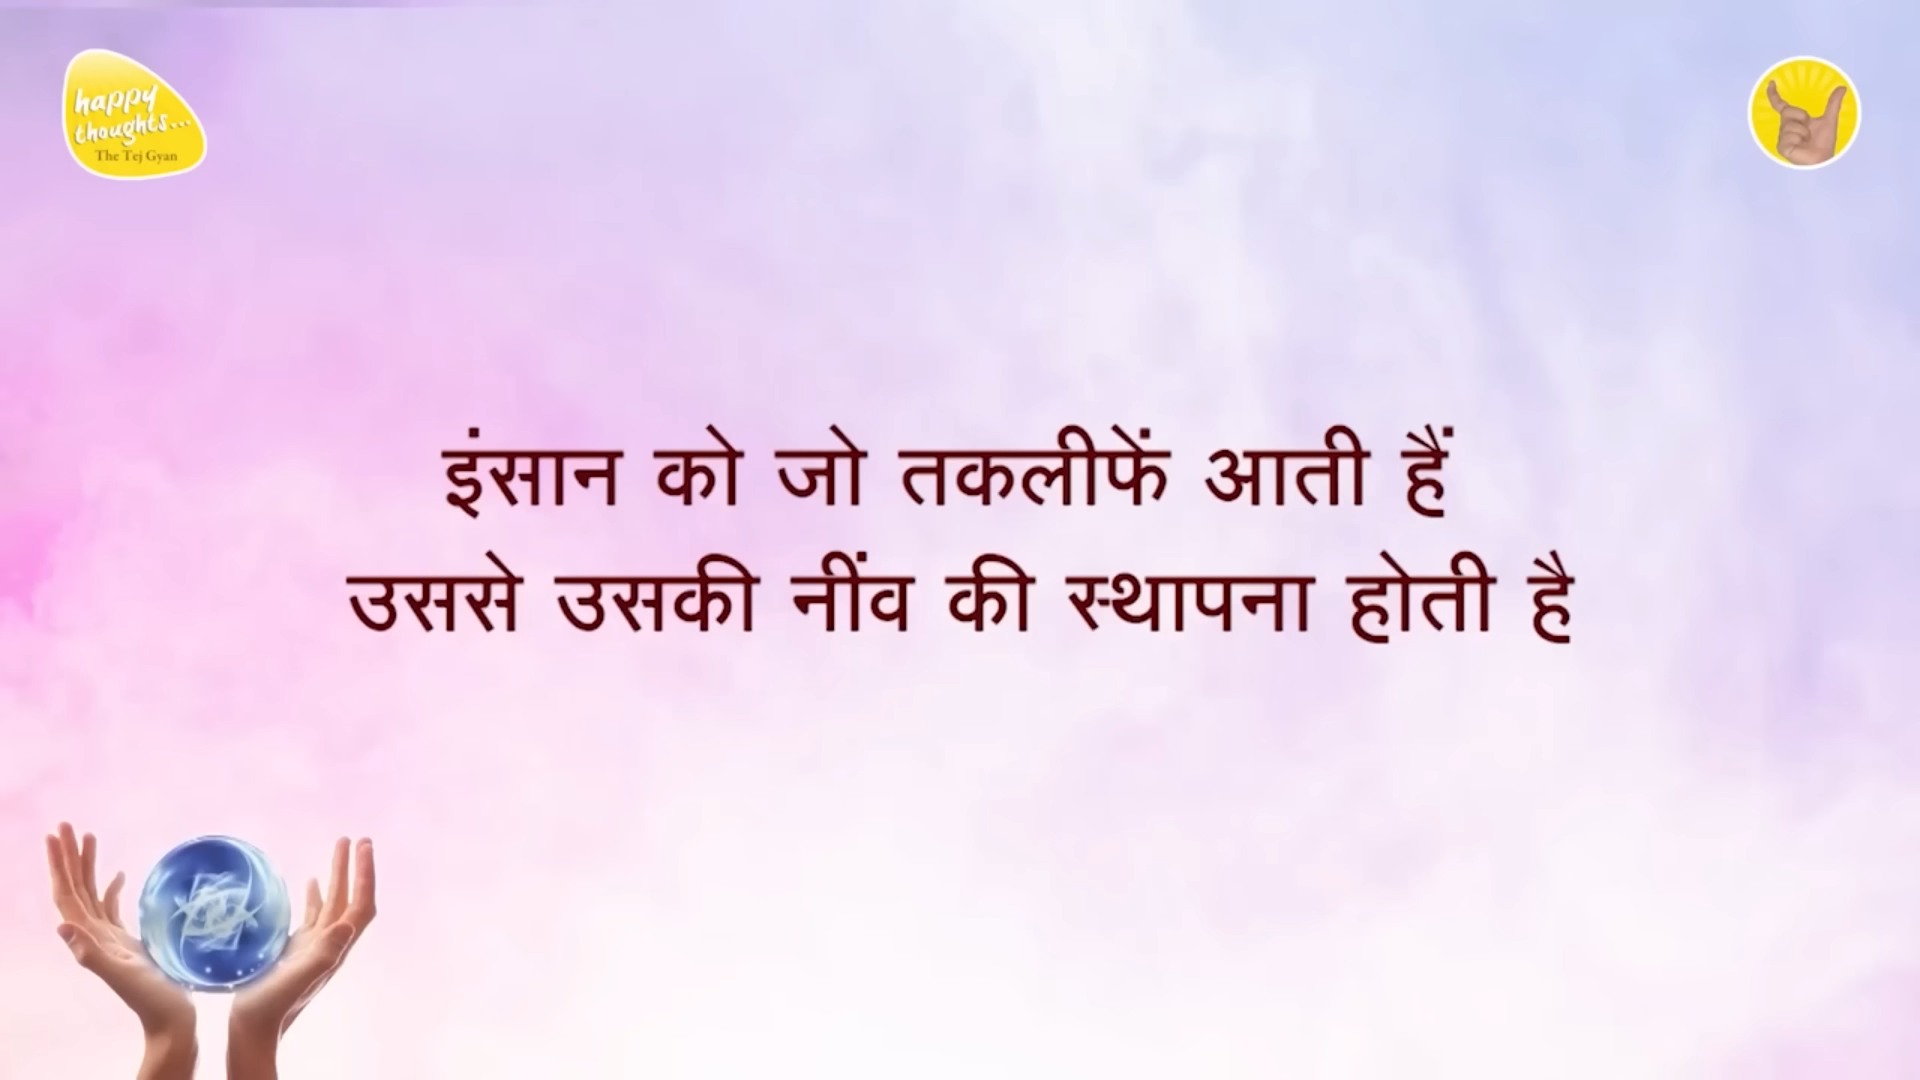 happy
thoughts...
The Tej Gyan
इंसान को जो तकलीफें आती हैं
उससे उसकी नींव की स्थापना होती है